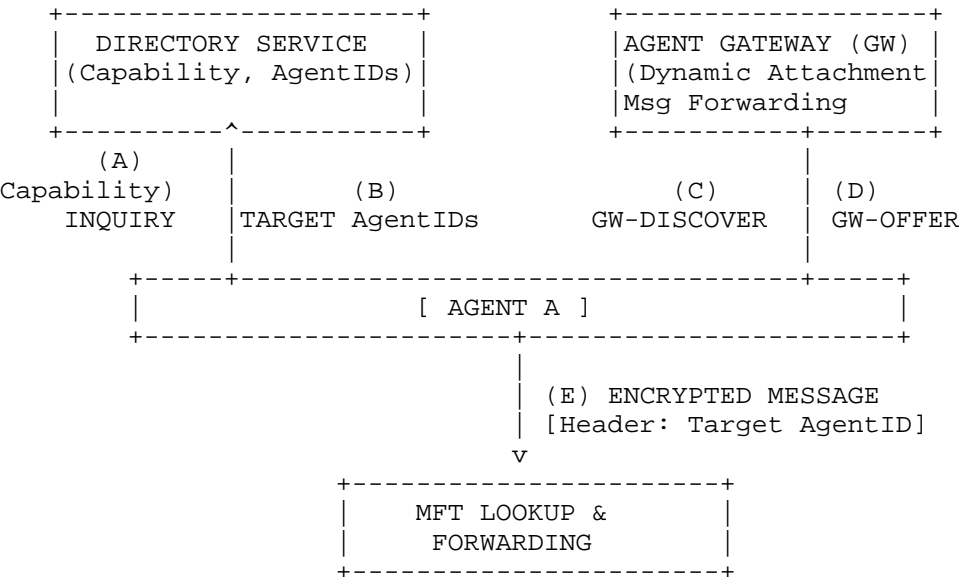 DIRECTORY SERVICE
(Capability, AgentIDs)
AGENT GATEWAY (GW)
(Dynamic Attachment
Msg Forwarding
(A)
Capability)
INQUIRY
(B)
TARGET AgentIDs
(C)
GW-DISCOVER
(D)
GW-OFFER
[ AGENT A ]
(E) ENCRYPTED MESSAGE
[Header: Target AgentID]
MFT LOOKUP &
FORWARDING